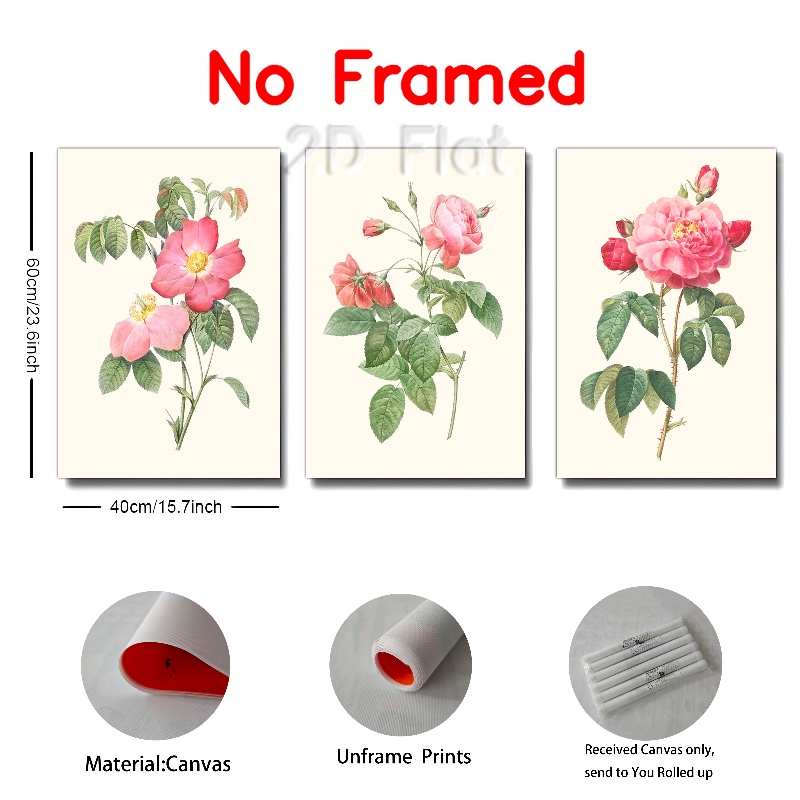 No Framed
2D Flat
60cm/23.6inch
40cm/15.7inch
Material:Canvas
Unframe Prints
Received Canvas only,
send to You Rolled up